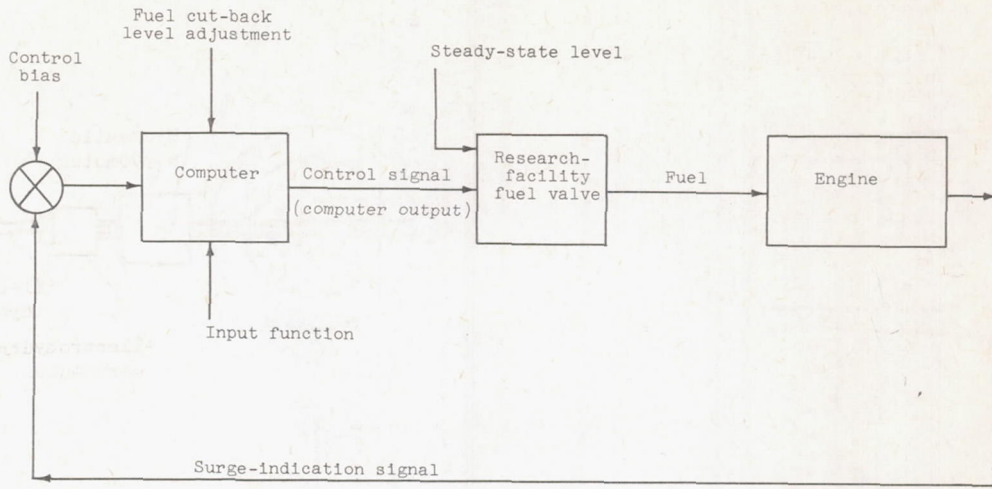 Fuel cut-back
level adjustment
Control
bias
Steady-state level
Computer
Control signal
(computer output)
Research-
facility
fuel valve
Fuel
Engine
Input function
Surge-indication signal